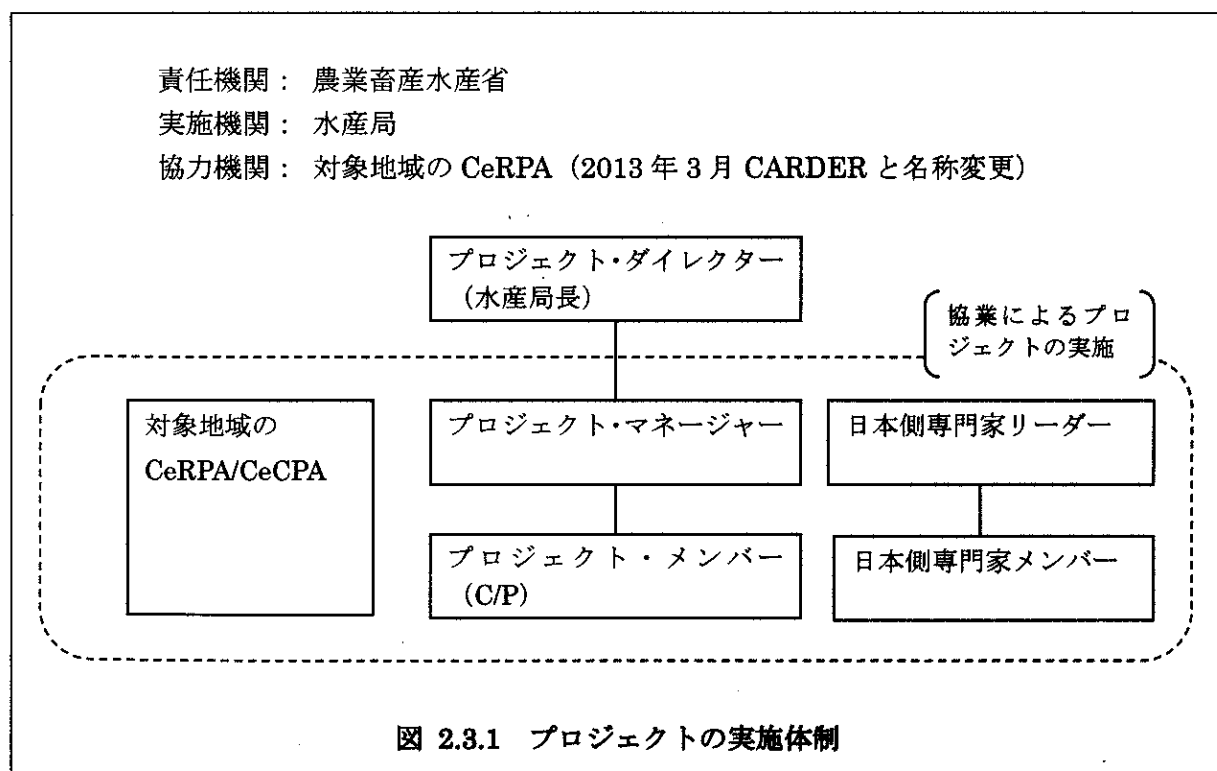 責任機関： 農業畜産水産省
実施機関： 水産局
協力機関： 対象地域の CeRPA（2013 年 3 月 CARDER と名称変更）
プロジェクト・ダイレクター
（水産局長）
協業によるプロ
ジェクトの実施
対象地域の
CeRPA/CeCPA
プロジェクト・マネージャー
日本側専門家リーダー
プロジェクト・メンバー
（C/P）
日本側専門家メンバー
図 2.3.1 プロジェクトの実施体制